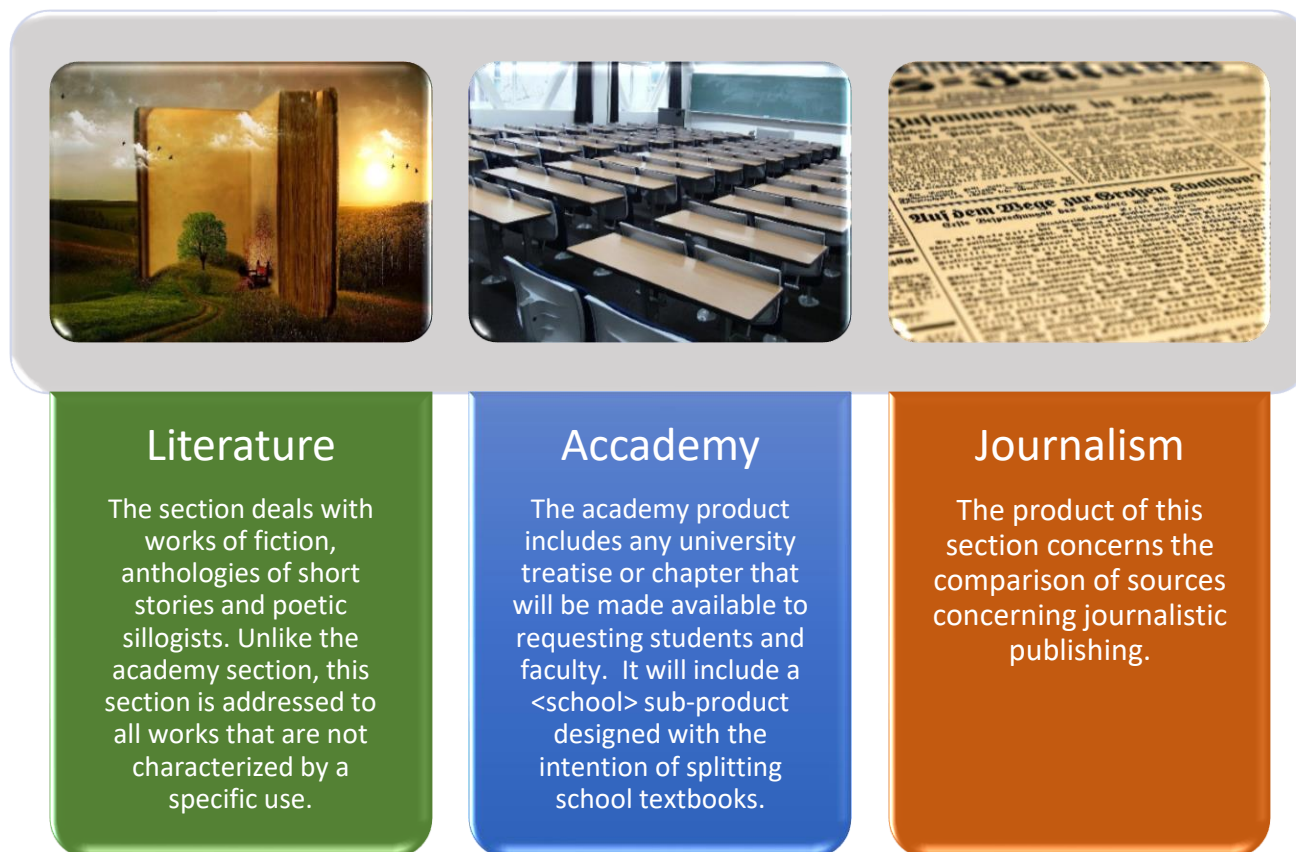 Zusammenstöße in Bochum.
Auf dem Wege zur Großen Koalition?
Literature
The section deals with
works of fiction,
anthologies of short
stories and poetic
sillogists. Unlike the
academy section, this
section is addressed to
all works that are not
characterized by a
specific use.
Accademy
The academy product
includes any university
treatise or chapter that
will be made available to
requesting students and
faculty.  It will include a
<school> sub-product
designed with the
intention of splitting
school textbooks.
Journalism
The product of this
section concerns the
comparison of sources
concerning journalistic
publishing.